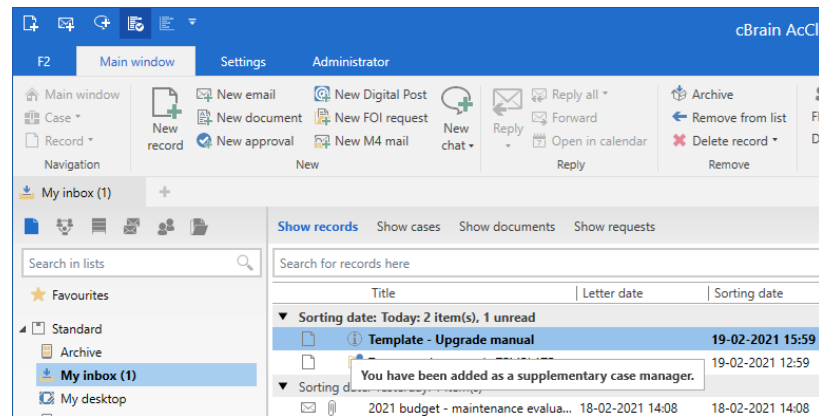 cBrain AcCl
F2 Main window Settings Administrator
Main window
Case
Record
Navigation
New record
New email
New document
New approval
New Digital Post
New FOI request
New M4 mail
New chat
New
Reply
Reply all
Forward
Open in calendar
Reply
Archive
Remove from list
Delete record
Remove
My inbox (1)
Show records Show cases Show documents Show requests
Search in lists
Search for records here
Favourites
Title Letter date Sorting date
Standard
Archive
My inbox (1)
My desktop
Sorting date: Today: 2 item(s), 1 unread
Template - Upgrade manual 19-02-2021 15:59
19-02-2021 12:59
You have been added as a supplementary case manager.
Sorting
2021 budget - maintenance evalua... 18-02-2021 14:08 18-02-2021 14:08